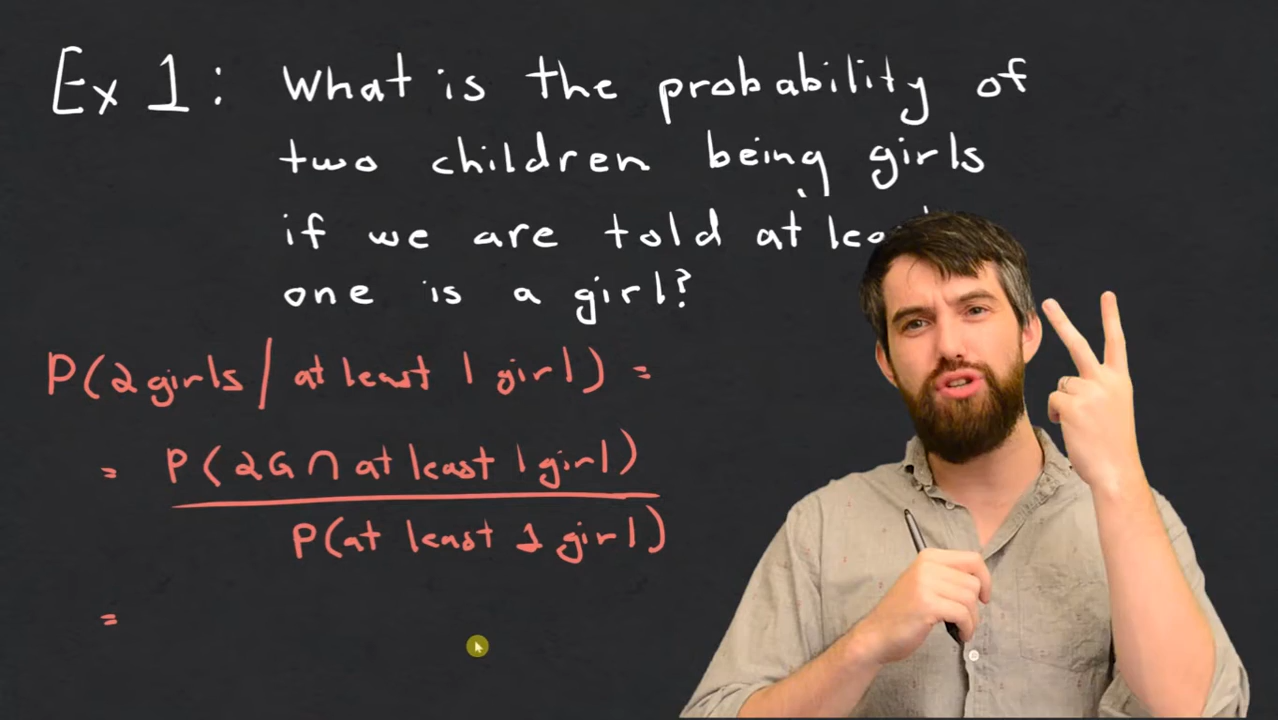 Ex 1: What is the probability of
two children being girls
if we are told at
one is a girl?
P(2 girls / at least 1 girl) =
= P(2G ∩ at least 1 girl)
P(at least 1 girl)
=